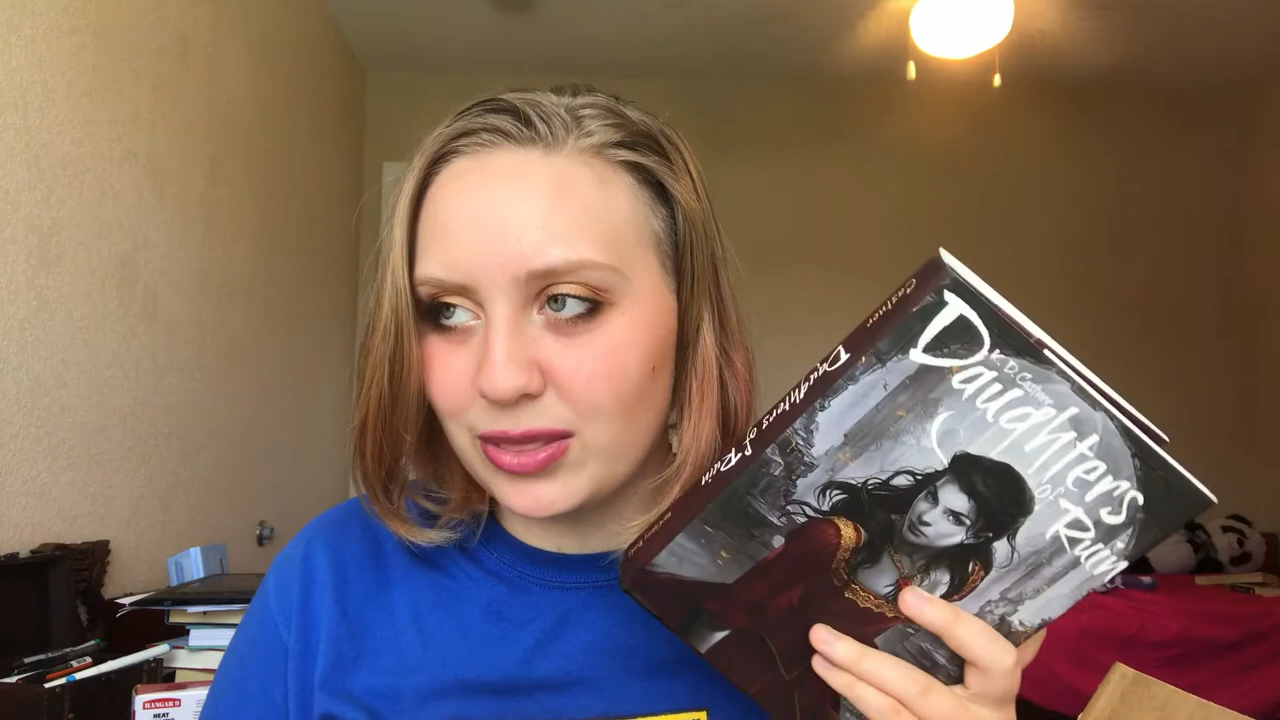 Castner
Daughters of Ruin
K. D. Castner
Daughters
of
Ruin
HANGAR 9
HEAT